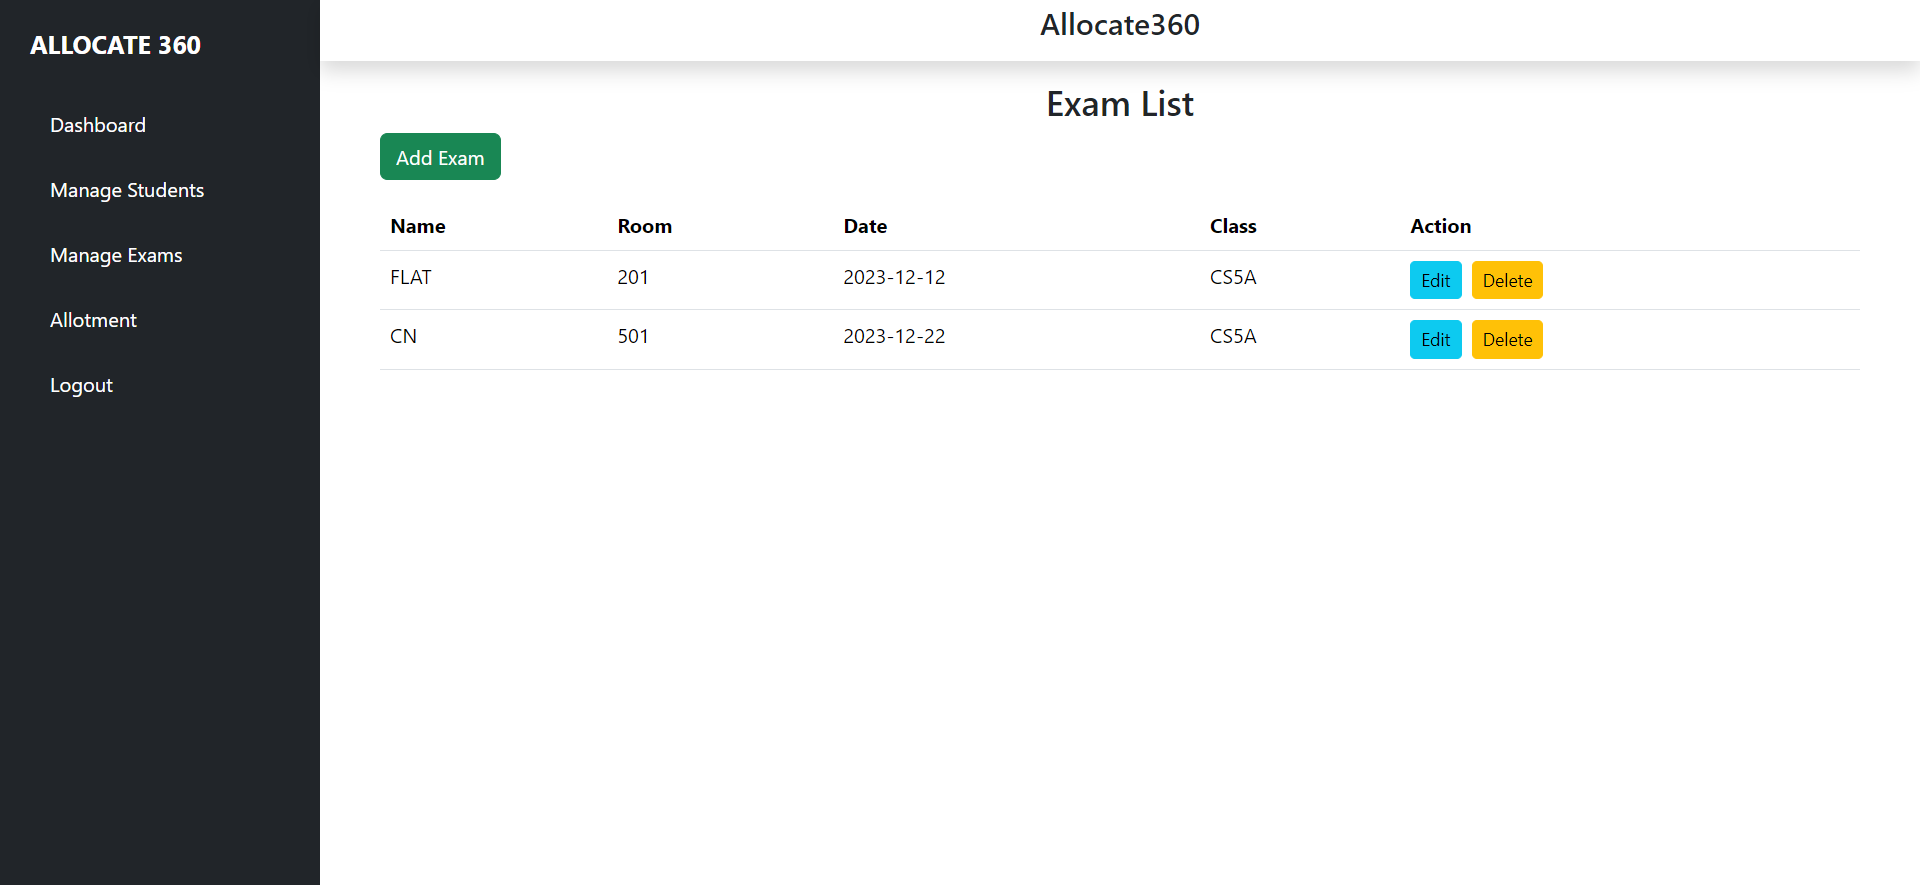 ALLOCATE 360
Dashboard
Manage Students
Manage Exams
Allotment
Logout
Allocate360
Exam List
Add Exam
Name Room Date Class Action
FLAT 201 2023-12-12 CS5A Edit Delete
CN 501 2023-12-22 CS5A Edit Delete